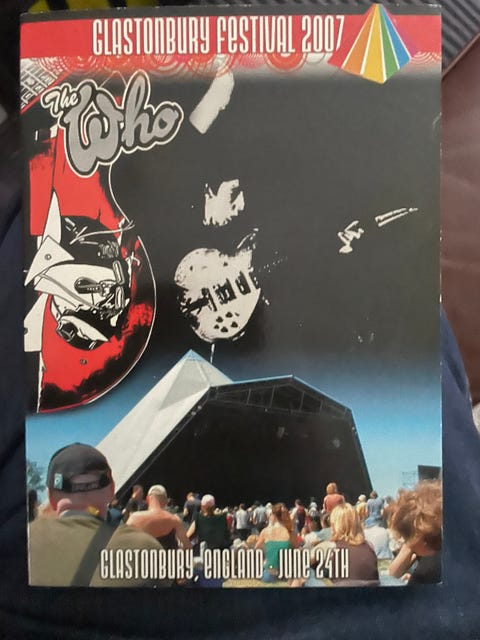 GLASTONBURY FESTIVAL 2007
The Who
GLASTONBURY, ENGLAND JUNE 24TH